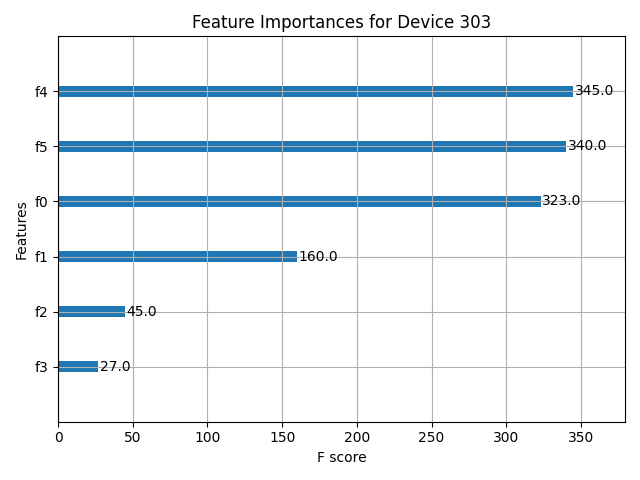 Feature Importances for Device 303
Features
f4 345.0
f5 340.0
f0 323.0
f1 160.0
f2 45.0
f3 27.0
0 50 100 150 200 250 300 350
F score